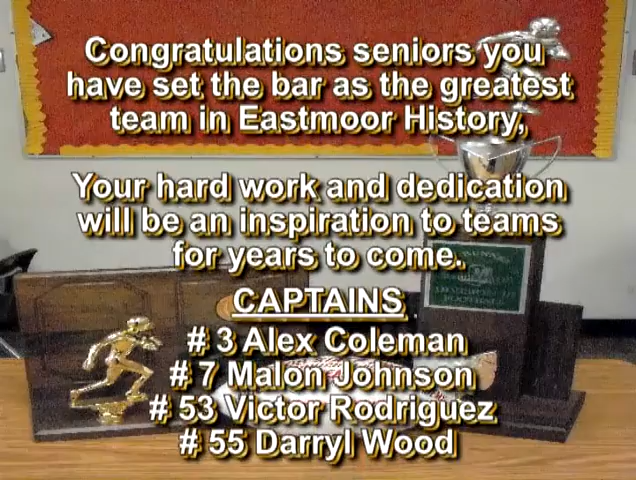 Congratulations seniors you
have set the bar as the greatest
team in Eastmoor History,
Your hard work and dedication
will be an inspiration to teams
for years to come.
CAPTAINS
# 3 Alex Coleman
# 7 Malon Johnson
# 53 Victor Rodriguez
# 55 Darryl Wood